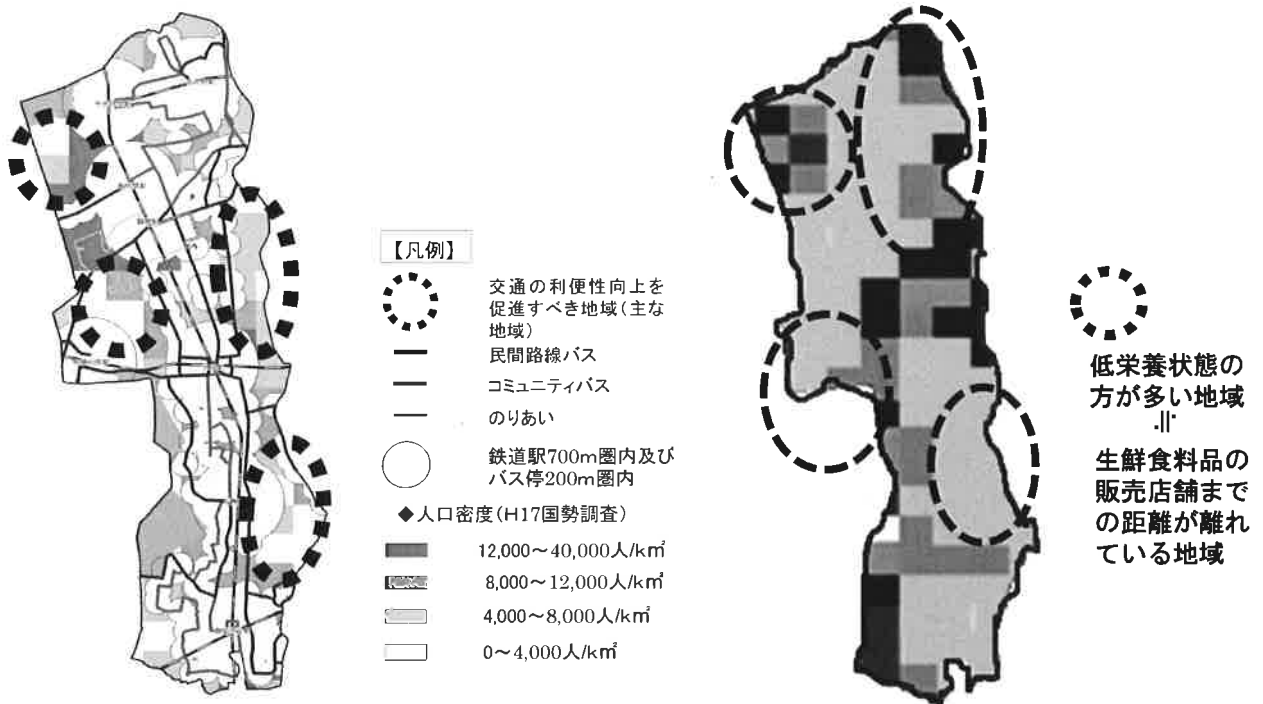 【凡例】
交通の利便性向上を
促進すべき地域(主な
地域)
民間路線バス
コミュニティバス
のりあい
鉄道駅700m圏内及び
バス停200m圏内
◆人口密度(H17国勢調査)
12,000～40,000人/k㎡
8,000～12,000人/k㎡
4,000～8,000人/k㎡
0～4,000人/k㎡
低栄養状態の
方が多い地域
＝
生鮮食料品の
販売店舗まで
の距離が離れ
ている地域